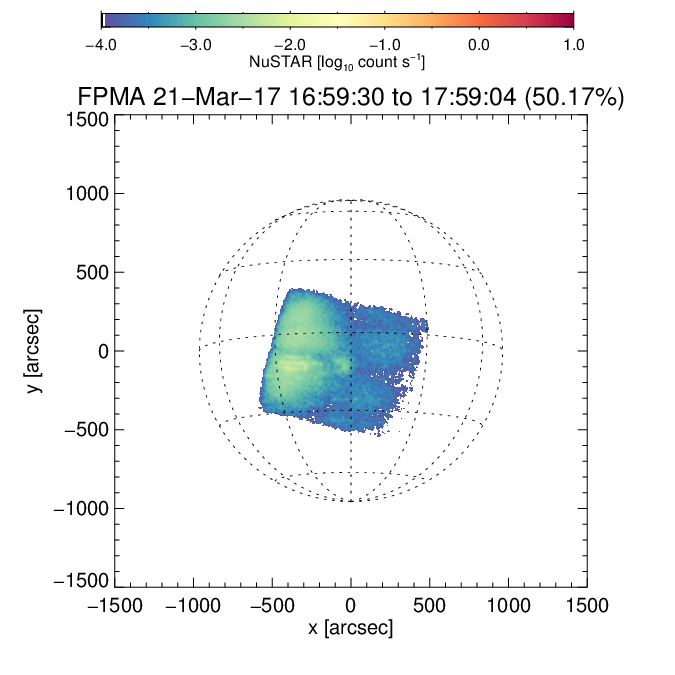 −4.0 −3.0 −2.0 −1.0 0.0 1.0
NuSTAR [log₁₀ count s⁻¹]
FPMA 21−Mar−17 16:59:30 to 17:59:04 (50.17%)
1500
1000
500
0
−500
−1000
−1500
y [arcsec]
−1500 −1000 −500 0 500 1000 1500
x [arcsec]